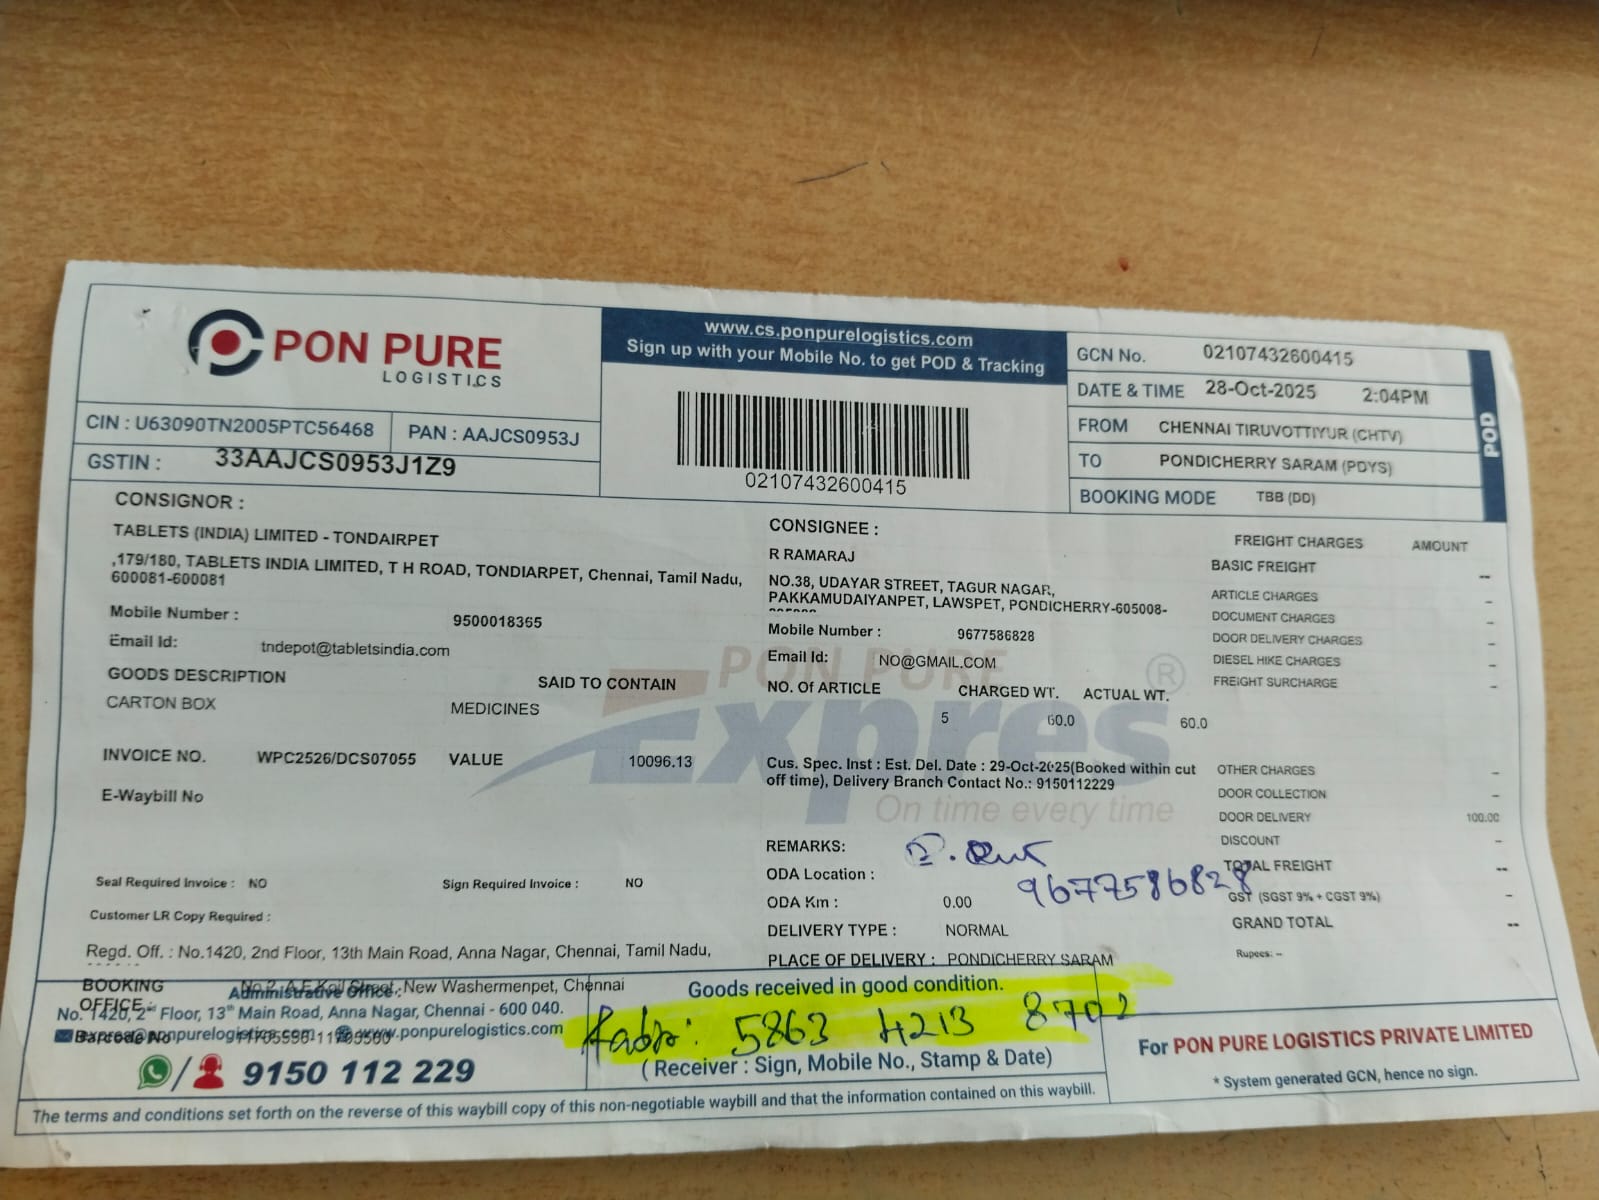 PON PURE
LOGISTICS
www.cs.ponpurelogistics.com
Sign up with your Mobile No. to get POD & Tracking
02107432600415
GCN No. 02107432600415
DATE & TIME 28-Oct-2025 2:04PM
FROM CHENNAI TIRUVOTTIYUR (CHTV)
TO PONDICHERRY SARAM (PDYS)
BOOKING MODE TBB (DD)
POD
CIN : U63090TN2005PTC56468 PAN : AAJCS0953J
GSTIN : 33AAJCS0953J1Z9
CONSIGNOR :
TABLETS (INDIA) LIMITED - TONDAIRPET
,179/180, TABLETS INDIA LIMITED, T H ROAD, TONDIARPET, Chennai, Tamil Nadu,
600081-600081
Mobile Number : 9500018365
Email Id: tndepot@tabletsindia.com
GOODS DESCRIPTION SAID TO CONTAIN
CARTON BOX MEDICINES
INVOICE NO. WPC2526/DCS07055 VALUE 10096.13
E-Waybill No
Seal Required Invoice : NO Sign Required Invoice : NO
Customer LR Copy Required :
Regd. Off. : No.1420, 2nd Floor, 13th Main Road, Anna Nagar, Chennai, Tamil Nadu,
CONSIGNEE :
R RAMARAJ
NO.38, UDAYAR STREET, TAGUR NAGAR,
PAKKAMUDAIYANPET, LAWSPET, PONDICHERRY-605008-
Mobile Number : 9677586828
Email Id: NO@GMAIL.COM
NO. Of ARTICLE CHARGED WT. ACTUAL WT.
5 60.0 60.0
PON PURE
Expres ®
On time every time
Cus. Spec. Inst : Est. Del. Date : 29-Oct-2025(Booked within cut
off time), Delivery Branch Contact No.: 9150112229
REMARKS:
ODA Location :
9677586828
ODA Km : 0.00
DELIVERY TYPE : NORMAL
PLACE OF DELIVERY : PONDICHERRY SARAM
FREIGHT CHARGES AMOUNT
BASIC FREIGHT --
ARTICLE CHARGES -
DOCUMENT CHARGES -
DOOR DELIVERY CHARGES -
DIESEL HIKE CHARGES -
FREIGHT SURCHARGE -
OTHER CHARGES -
DOOR COLLECTION -
DOOR DELIVERY 100.00
DISCOUNT -
TOTAL FREIGHT --
GST (SGST 9% + CGST 9%) -
GRAND TOTAL --
Rupees: --
BOOKING OFFICE : No.2, A.E Koil Street, New Washermenpet, Chennai
Administrative Office :
No. 1420, 2nd Floor, 13th Main Road, Anna Nagar, Chennai - 600 040.
express@ponpurelogistics.com www.ponpurelogistics.com
Barcode No
9150 112 229
Goods received in good condition.
5863 4213 8702
( Receiver : Sign, Mobile No., Stamp & Date)
For PON PURE LOGISTICS PRIVATE LIMITED
* System generated GCN, hence no sign.
The terms and conditions set forth on the reverse of this waybill copy of this non-negotiable waybill and that the information contained on this waybill.